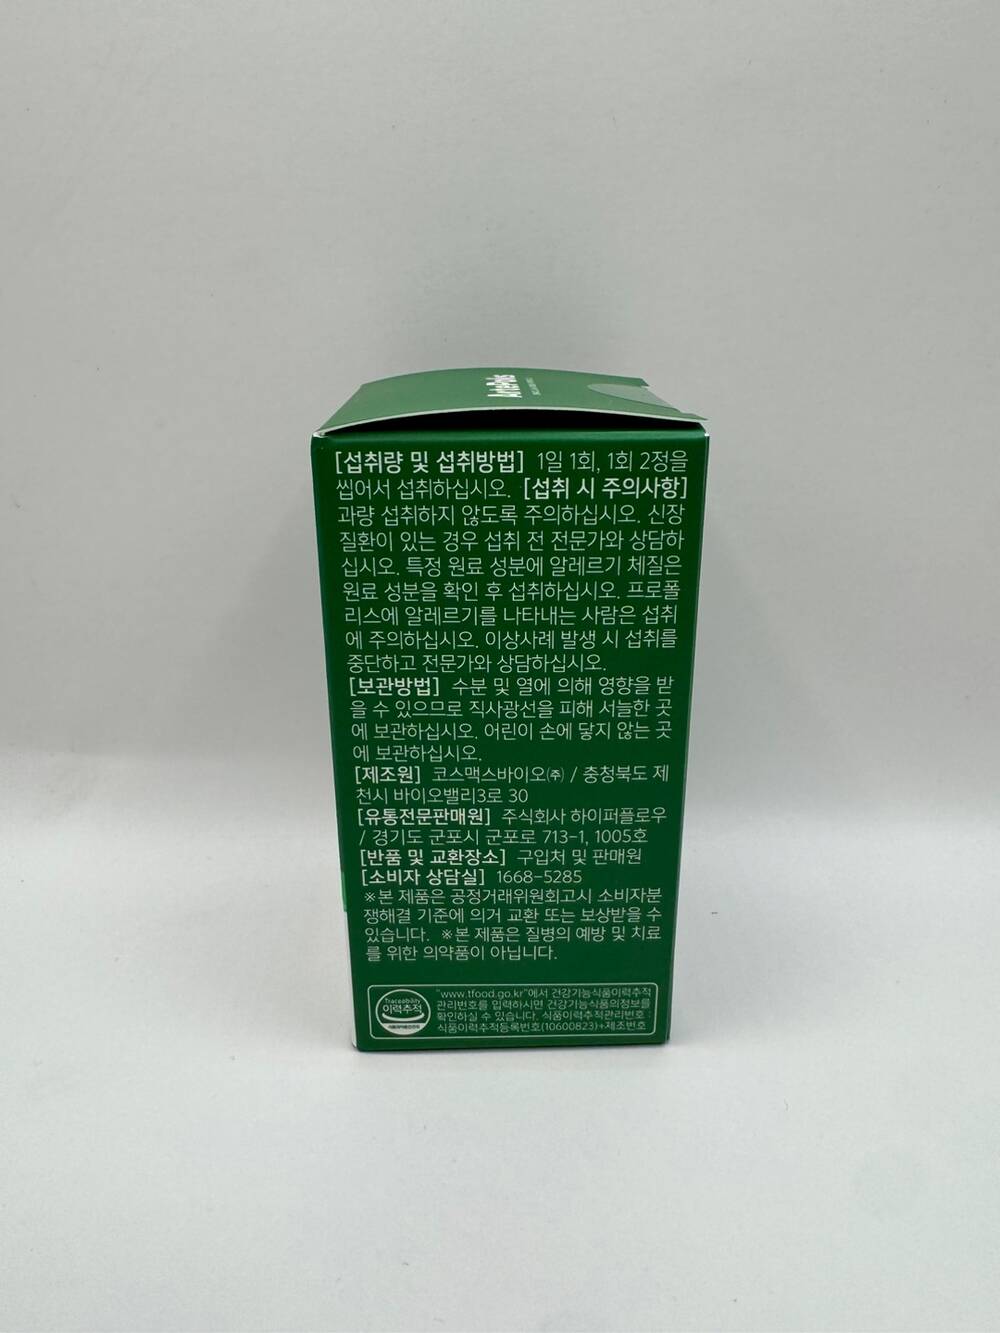 [섭취량 및 섭취방법] 1일 1회, 1회 2정을
씹어서 섭취하십시오. [섭취 시 주의사항]
과량 섭취하지 않도록 주의하십시오. 신장
질환이 있는 경우 섭취 전 전문가와 상담하
십시오. 특정 원료 성분에 알레르기 체질은
원료 성분을 확인 후 섭취하십시오. 프로폴
리스에 알레르기를 나타내는 사람은 섭취
에 주의하십시오. 이상사례 발생 시 섭취를
중단하고 전문가와 상담하십시오.
[보관방법] 수분 및 열에 의해 영향을 받
을 수 있으므로 직사광선을 피해 서늘한 곳
에 보관하십시오. 어린이 손에 닿지 않는 곳
에 보관하십시오.
[제조원] 코스맥스바이오㈜ / 충청북도 제
천시 바이오밸리3로 30
[유통전문판매원] 주식회사 하이퍼플로우
/ 경기도 군포시 군포로 713-1, 1005호
[반품 및 교환장소] 구입처 및 판매원
[소비자 상담실] 1668-5285
※본 제품은 공정거래위원회고시 소비자분
쟁해결 기준에 의거 교환 또는 보상받을 수
있습니다. ※본 제품은 질병의 예방 및 치료
를 위한 의약품이 아닙니다.
Traceability
이력추적
식품의약품안전처
"www.tfood.go.kr"에서 건강기능식품이력추적
관리번호를 입력하시면 건강기능식품의정보를
확인하실 수 있습니다. 식품이력추적관리번호 :
식품이력추적등록번호(10600823)+제조번호